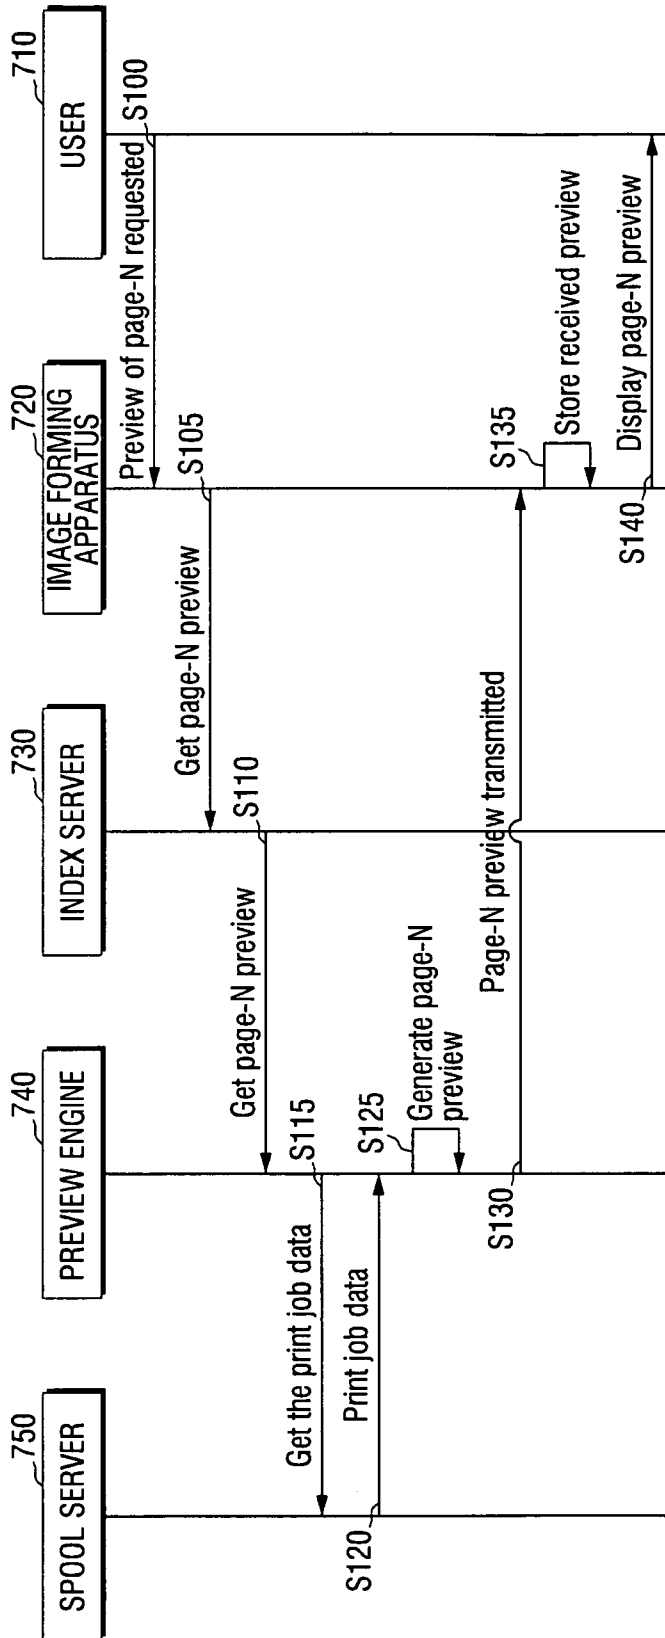 750
SPOOL SERVER
740
PREVIEW ENGINE
730
INDEX SERVER
720
IMAGE FORMING
APPARATUS
710
USER
Preview of page-N requested
S100
Get page-N preview
S105
Get page-N preview
S110
Get the print job data
S115
S120
Print job data
S125
Generate page-N
preview
S130
Page-N preview transmitted
S135
Store received preview
S140
Display page-N preview